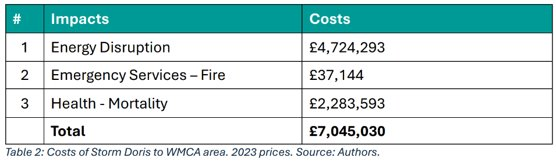 # Impacts Costs
1 Energy Disruption £4,724,293
2 Emergency Services – Fire £37,144
3 Health - Mortality £2,283,593
Total £7,045,030
Table 2: Costs of Storm Doris to WMCA area. 2023 prices. Source: Authors.